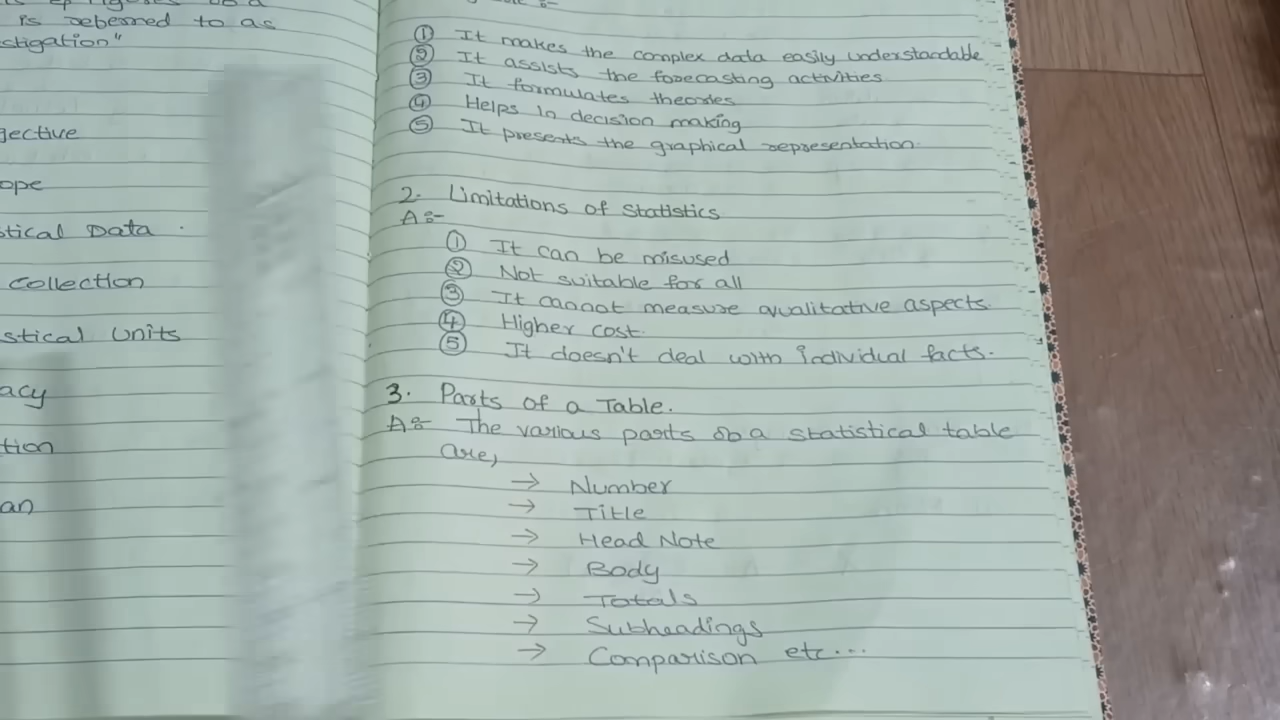 is referred to as
stigation"
jective
ope
stical Data .
collection
stical Units
acy
tion
an
① It makes the complex data easily understandable
② It assists the forecasting activities
③ It formulates theories
④ Helps in decision making
⑤ It presents the graphical representation.
2. Limitations of Statistics
A:-
① It can be misused
② Not suitable for all
③ It cannot measure qualitative aspects.
④ Higher cost.
⑤ It doesn't deal with individual facts.
3. Parts of a Table.
A:- The various parts of a statistical table
are,
→ Number
→ Title
→ Head Note
→ Body
→ Totals
→ Subheadings
→ Comparison etc...